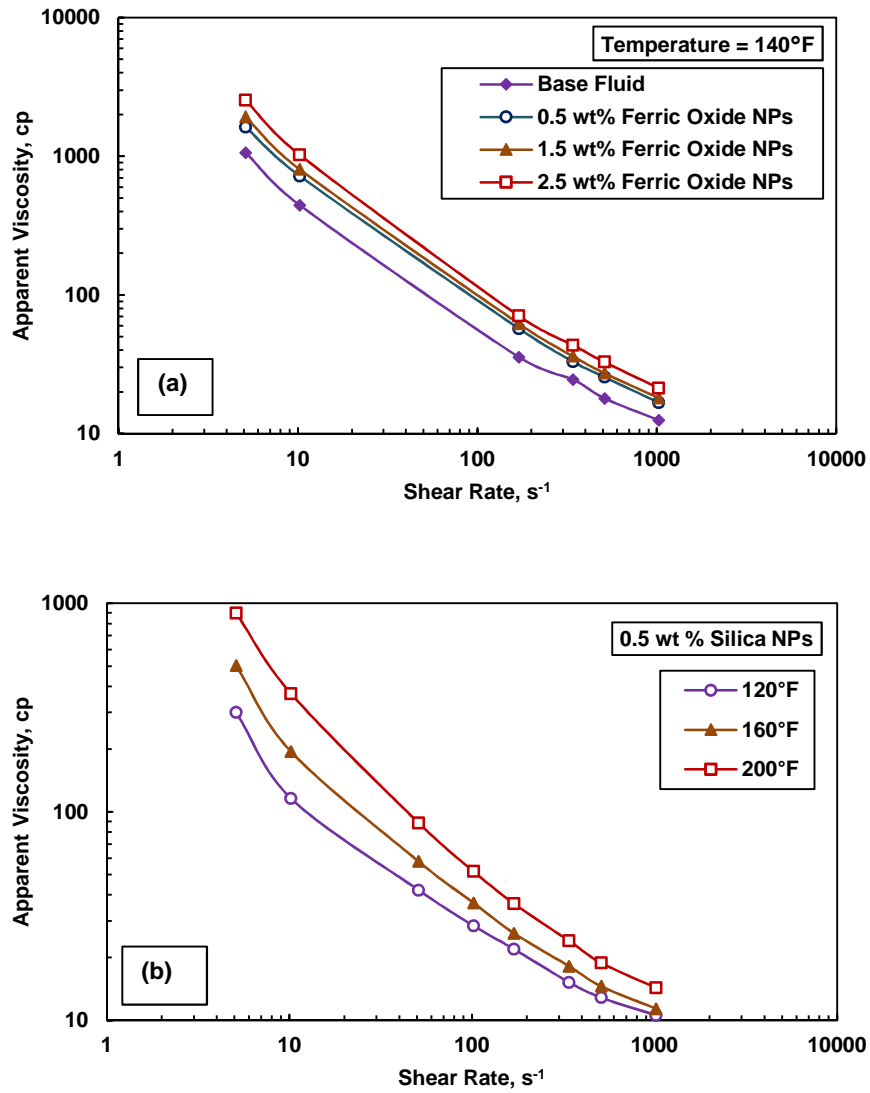 10000
1000
100
10
Apparent Viscosity, cp
Temperature = 140°F
Base Fluid
0.5 wt% Ferric Oxide NPs
1.5 wt% Ferric Oxide NPs
2.5 wt% Ferric Oxide NPs
(a)
1 10 100 1000 10000
Shear Rate, s⁻¹
1000
100
10
Apparent Viscosity, cp
0.5 wt % Silica NPs
120°F
160°F
200°F
(b)
1 10 100 1000 10000
Shear Rate, s⁻¹